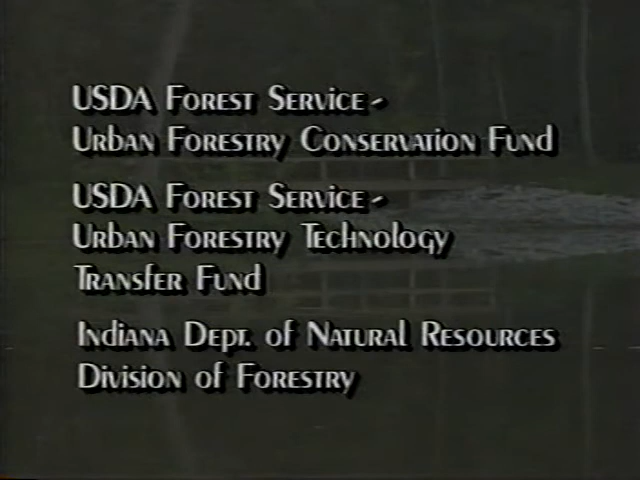 USDA Forest Service -
Urban Forestry Conservation Fund
USDA Forest Service -
Urban Forestry Technology
Transfer Fund
Indiana Dept. of Natural Resources
Division of Forestry